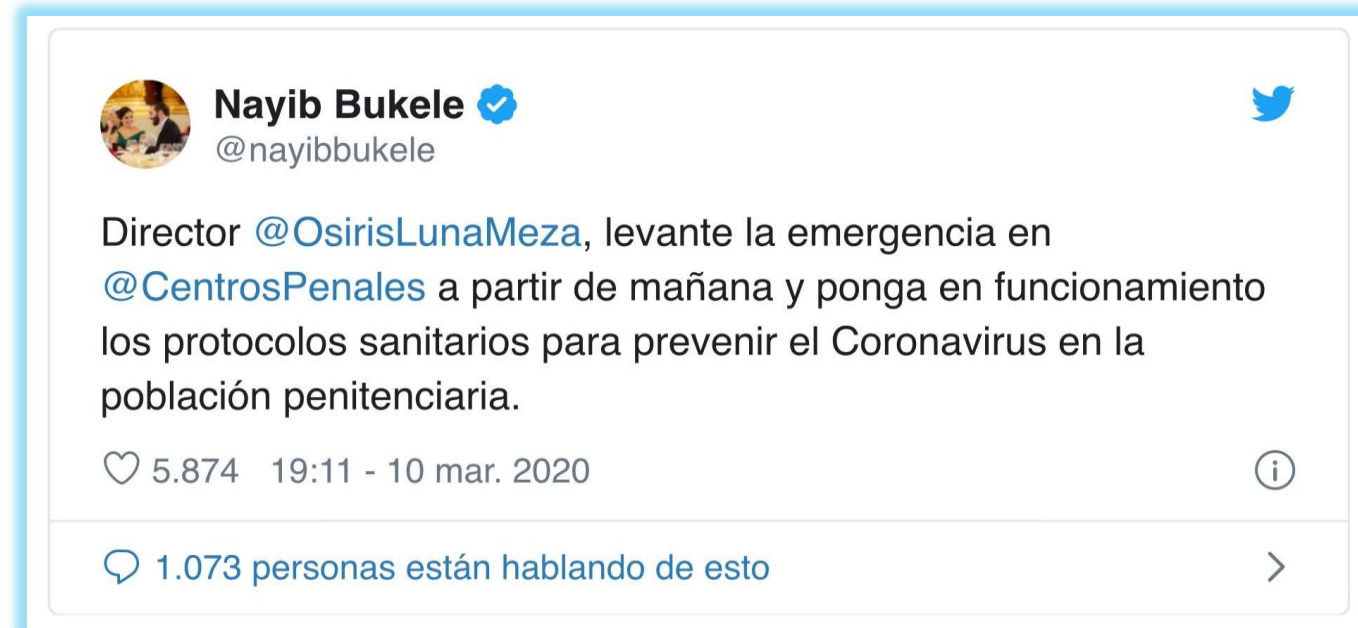 Nayib Bukele
@nayibbukele
Director @OsirisLunaMeza, levante la emergencia en
@CentrosPenales a partir de mañana y ponga en funcionamiento
los protocolos sanitarios para prevenir el Coronavirus en la
población penitenciaria.
5.874 19:11 - 10 mar. 2020
1.073 personas están hablando de esto